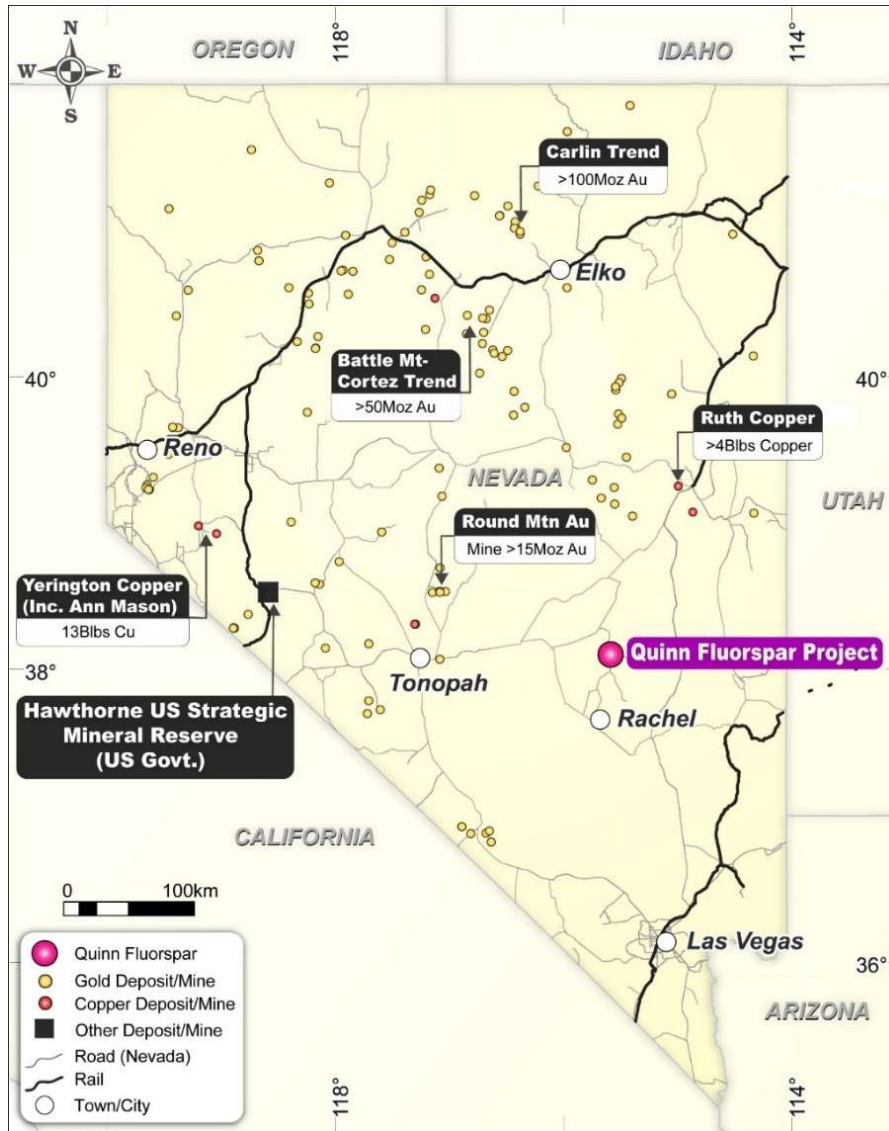 N
W E
S
OREGON
118°
IDAHO
114°
Carlin Trend
>100Moz Au
Elko
Battle Mt-
Cortez Trend
>50Moz Au
40°
40°
Ruth Copper
>4Blbs Copper
Reno
NEVADA
UTAH
Round Mtn Au
Mine >15Moz Au
Yerington Copper
(Inc. Ann Mason)
13Blbs Cu
Quinn Fluorspar Project
38°
Tonopah
Rachel
Hawthorne US Strategic
Mineral Reserve
(US Govt.)
CALIFORNIA
0 100km
Las Vegas
36°
ARIZONA
Quinn Fluorspar
Gold Deposit/Mine
Copper Deposit/Mine
Other Deposit/Mine
Road (Nevada)
Rail
Town/City
118°
114°